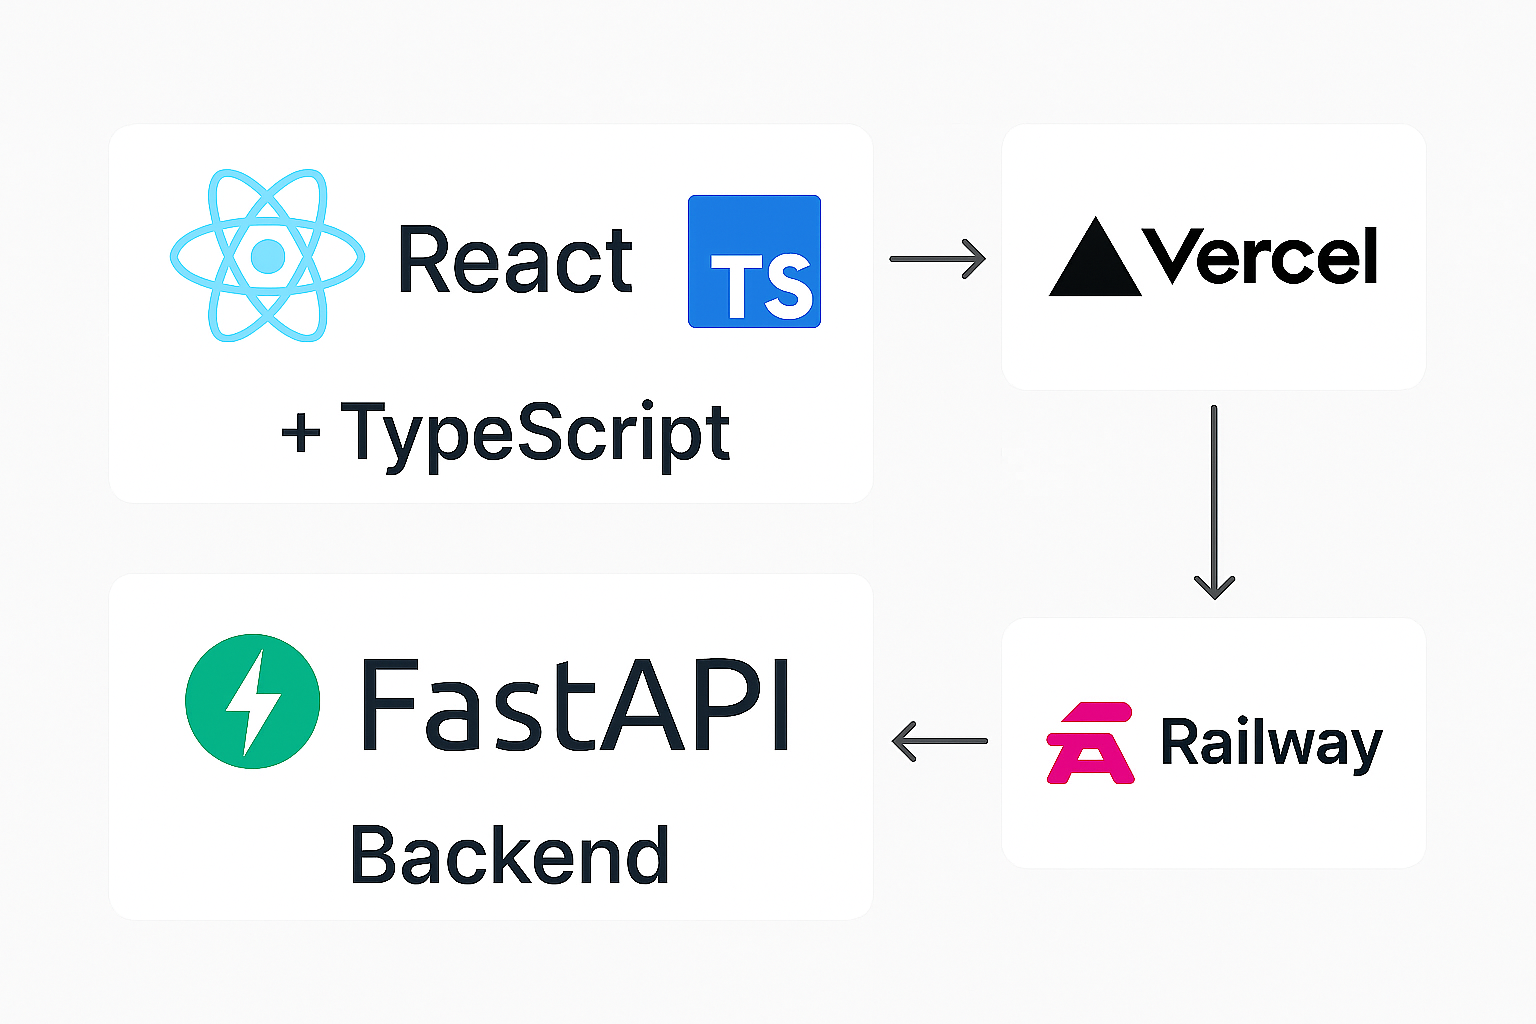 React
TS
+ TypeScript
Vercel
FastAPI
Backend
Railway